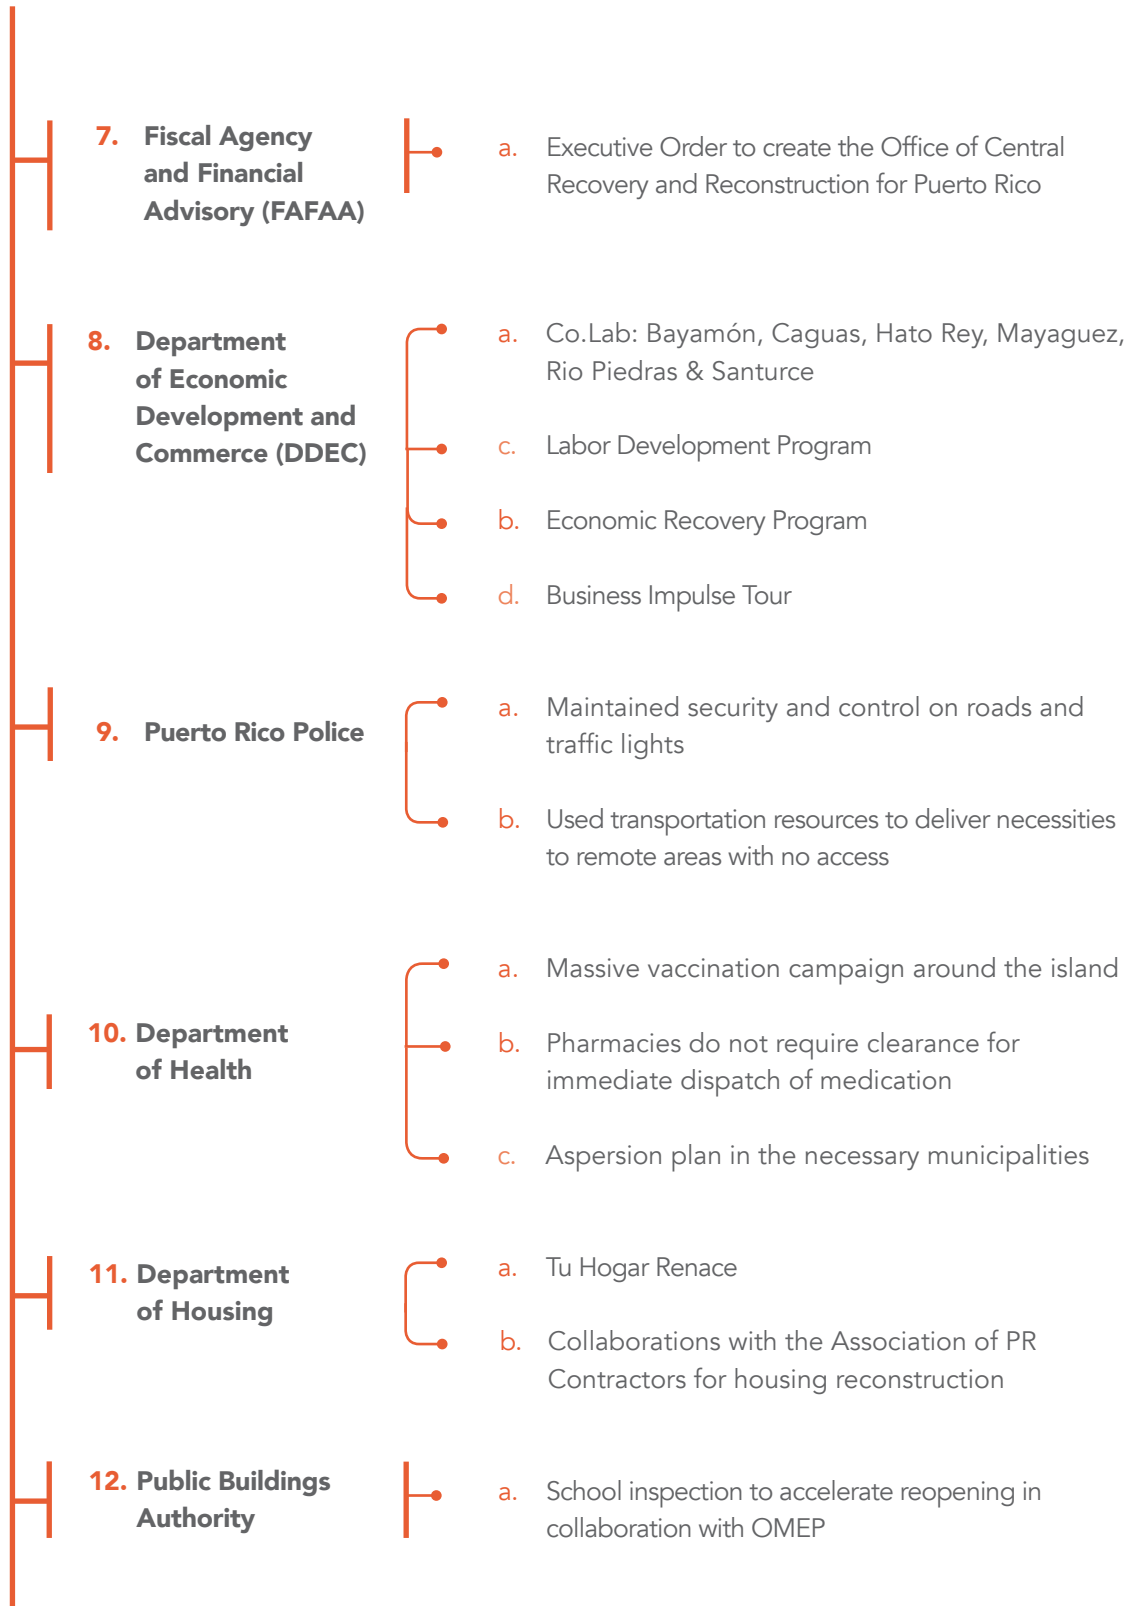 7. Fiscal Agency
and Financial
Advisory (FAFAA)
a. Executive Order to create the Office of Central
Recovery and Reconstruction for Puerto Rico
8. Department
of Economic
Development and
Commerce (DDEC)
a. Co.Lab: Bayamón, Caguas, Hato Rey, Mayaguez,
Rio Piedras & Santurce
c. Labor Development Program
b. Economic Recovery Program
d. Business Impulse Tour
9. Puerto Rico Police
a. Maintained security and control on roads and
traffic lights
b. Used transportation resources to deliver necessities
to remote areas with no access
10. Department
of Health
a. Massive vaccination campaign around the island
b. Pharmacies do not require clearance for
immediate dispatch of medication
c. Aspersion plan in the necessary municipalities
11. Department
of Housing
a. Tu Hogar Renace
b. Collaborations with the Association of PR
Contractors for housing reconstruction
12. Public Buildings
Authority
a. School inspection to accelerate reopening in
collaboration with OMEP